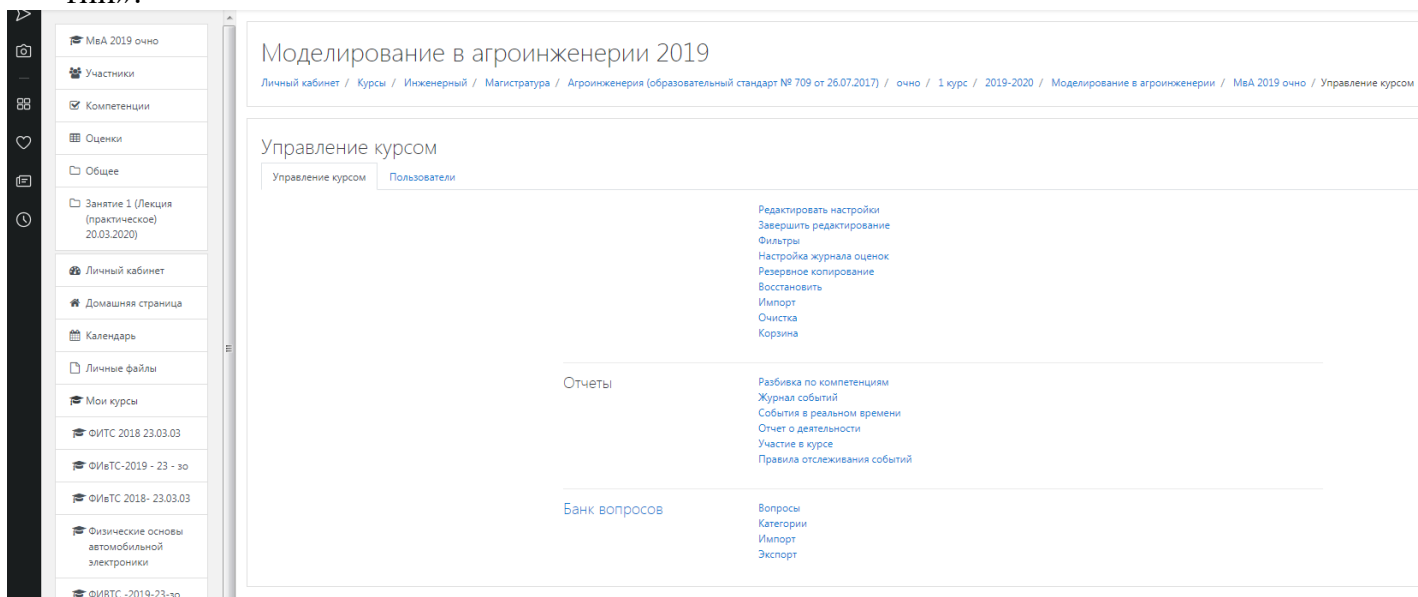 тии».
МвА 2019 очно
Участники
Компетенции
Оценки
Общее
Занятие 1 (Лекция
(практическое)
20.03.2020)
Личный кабинет
Домашняя страница
Календарь
Личные файлы
Мои курсы
ФИТС 2018 23.03.03
ФИвТС-2019 - 23 - зо
ФИвТС 2018- 23.03.03
Физические основы
автомобильной
электроники
ФИВТС -2019-23-зо
Моделирование в агроинженерии 2019
Личный кабинет / Курсы / Инженерный / Магистратура / Агроинженерия (образовательный стандарт № 709 от 26.07.2017) / очно / 1 курс / 2019-2020 / Моделирование в агроинженерии / МвА 2019 очно / Управление курсом
Управление курсом
Управление курсом Пользователи
Редактировать настройки
Завершить редактирование
Фильтры
Настройка журнала оценок
Резервное копирование
Восстановить
Импорт
Очистка
Корзина
Отчеты
Разбивка по компетенциям
Журнал событий
События в реальном времени
Отчет о деятельности
Участие в курсе
Правила отслеживания событий
Банк вопросов
Вопросы
Категории
Импорт
Экспорт